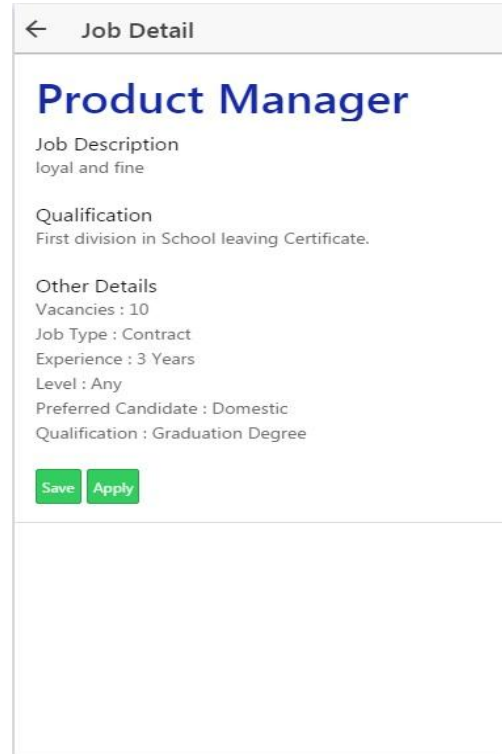 Job Detail
Product Manager
Job Description
loyal and fine
Qualification
First division in School leaving Certificate.
Other Details
Vacancies : 10
Job Type : Contract
Experience : 3 Years
Level : Any
Preferred Candidate : Domestic
Qualification : Graduation Degree
Save Apply